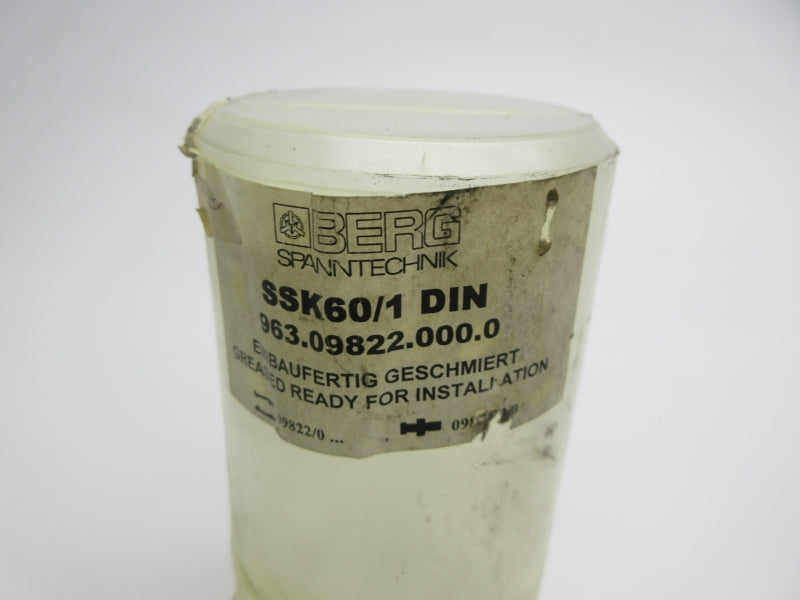 BERG
SPANNTECHNIK
SSK60/1 DIN
963.09822.000.0
EINBAUFERTIG GESCHMIERT
GREASED READY FOR INSTALLATION
09822/0 ...